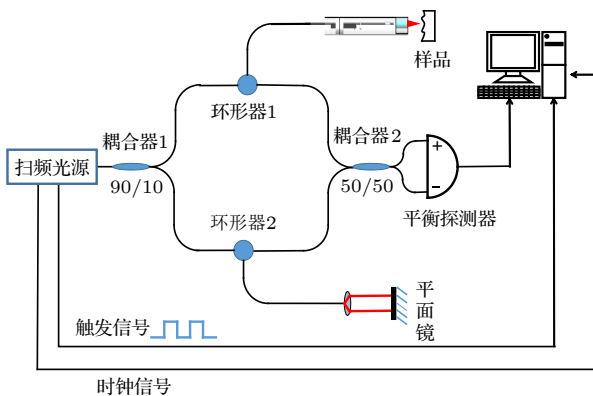 样品
环形器1
耦合器1
耦合器2
扫频光源
90/10
50/50
+
−
平衡探测器
环形器2
平
面
镜
触发信号
时钟信号